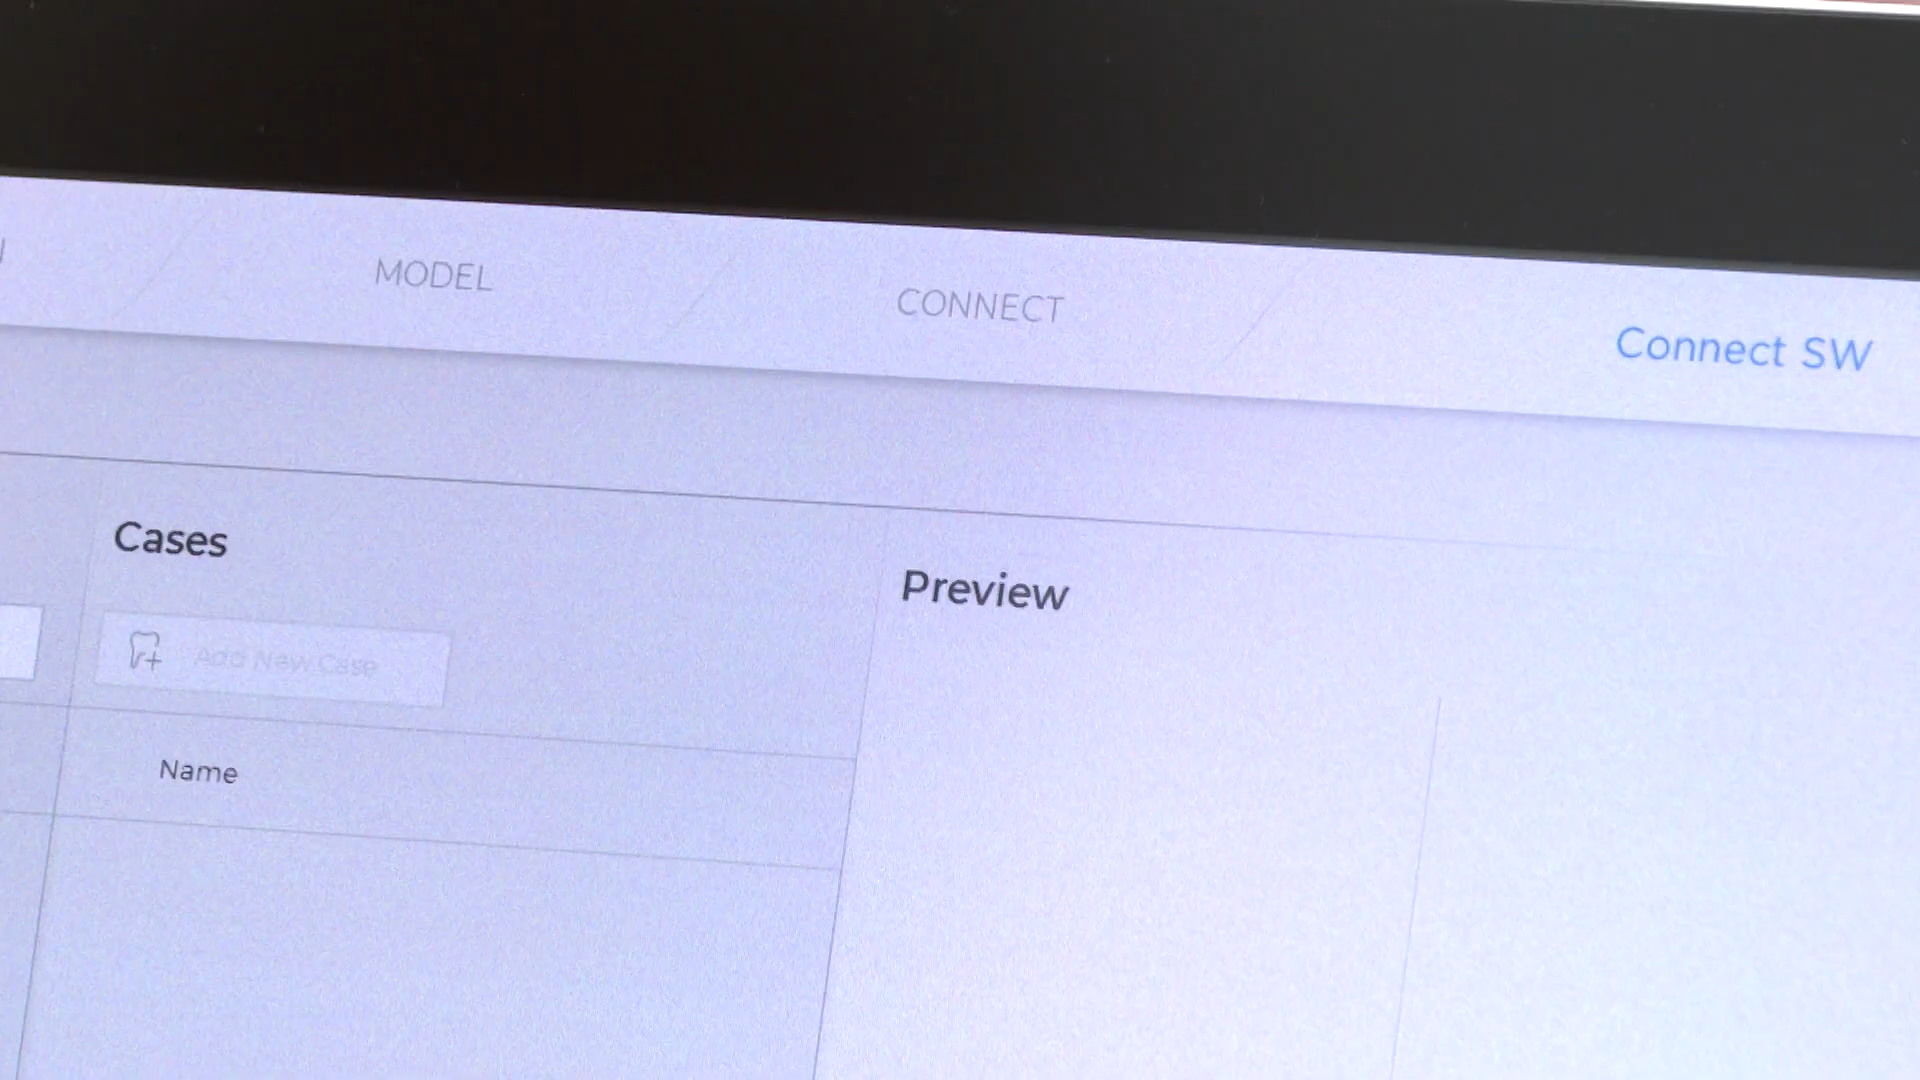 MODEL
CONNECT
Connect SW
Cases
Preview
Add New Case
Name